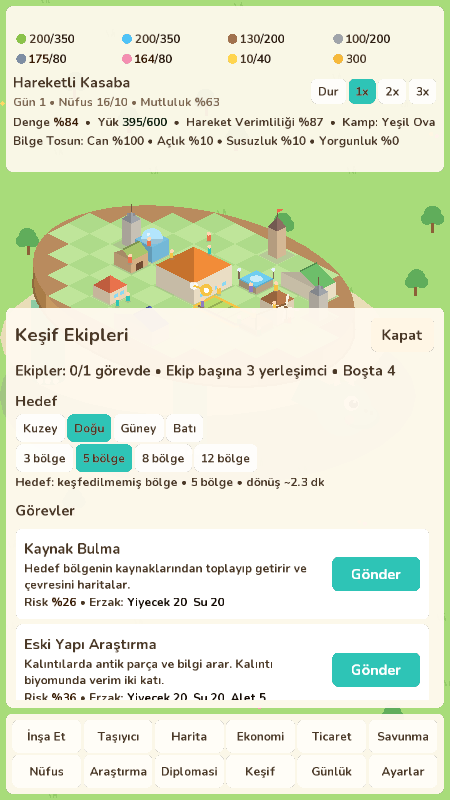 200/350 200/350 130/200 100/200
175/80 164/80 10/40 300
Hareketli Kasaba
Gün 1 • Nüfus 16/10 • Mutluluk %63
Dur 1x 2x 3x
Denge %84 • Yük 395/600 • Hareket Verimliliği %87 • Kamp: Yeşil Ova
Bilge Tosun: Can %100 • Açlık %10 • Susuzluk %10 • Yorgunluk %0
Keşif Ekipleri
Kapat
Ekipler: 0/1 görevde • Ekip başına 3 yerleşimci • Boşta 4
Hedef
Kuzey Doğu Güney Batı
3 bölge 5 bölge 8 bölge 12 bölge
Hedef: keşfedilmemiş bölge • 5 bölge • dönüş ~2.3 dk
Görevler
Kaynak Bulma
Hedef bölgenin kaynaklarından toplayıp getirir ve
çevresini haritalar.
Risk %26 • Erzak: Yiyecek 20 Su 20
Gönder
Eski Yapı Araştırma
Kalıntılarda antik parça ve bilgi arar. Kalıntı
biyomunda verim iki katı.
Risk %36 • Erzak: Yiyecek 20 Su 20 Alet 5
Gönder
İnşa Et Taşıyıcı Harita Ekonomi Ticaret Savunma
Nüfus Araştırma Diplomasi Keşif Günlük Ayarlar